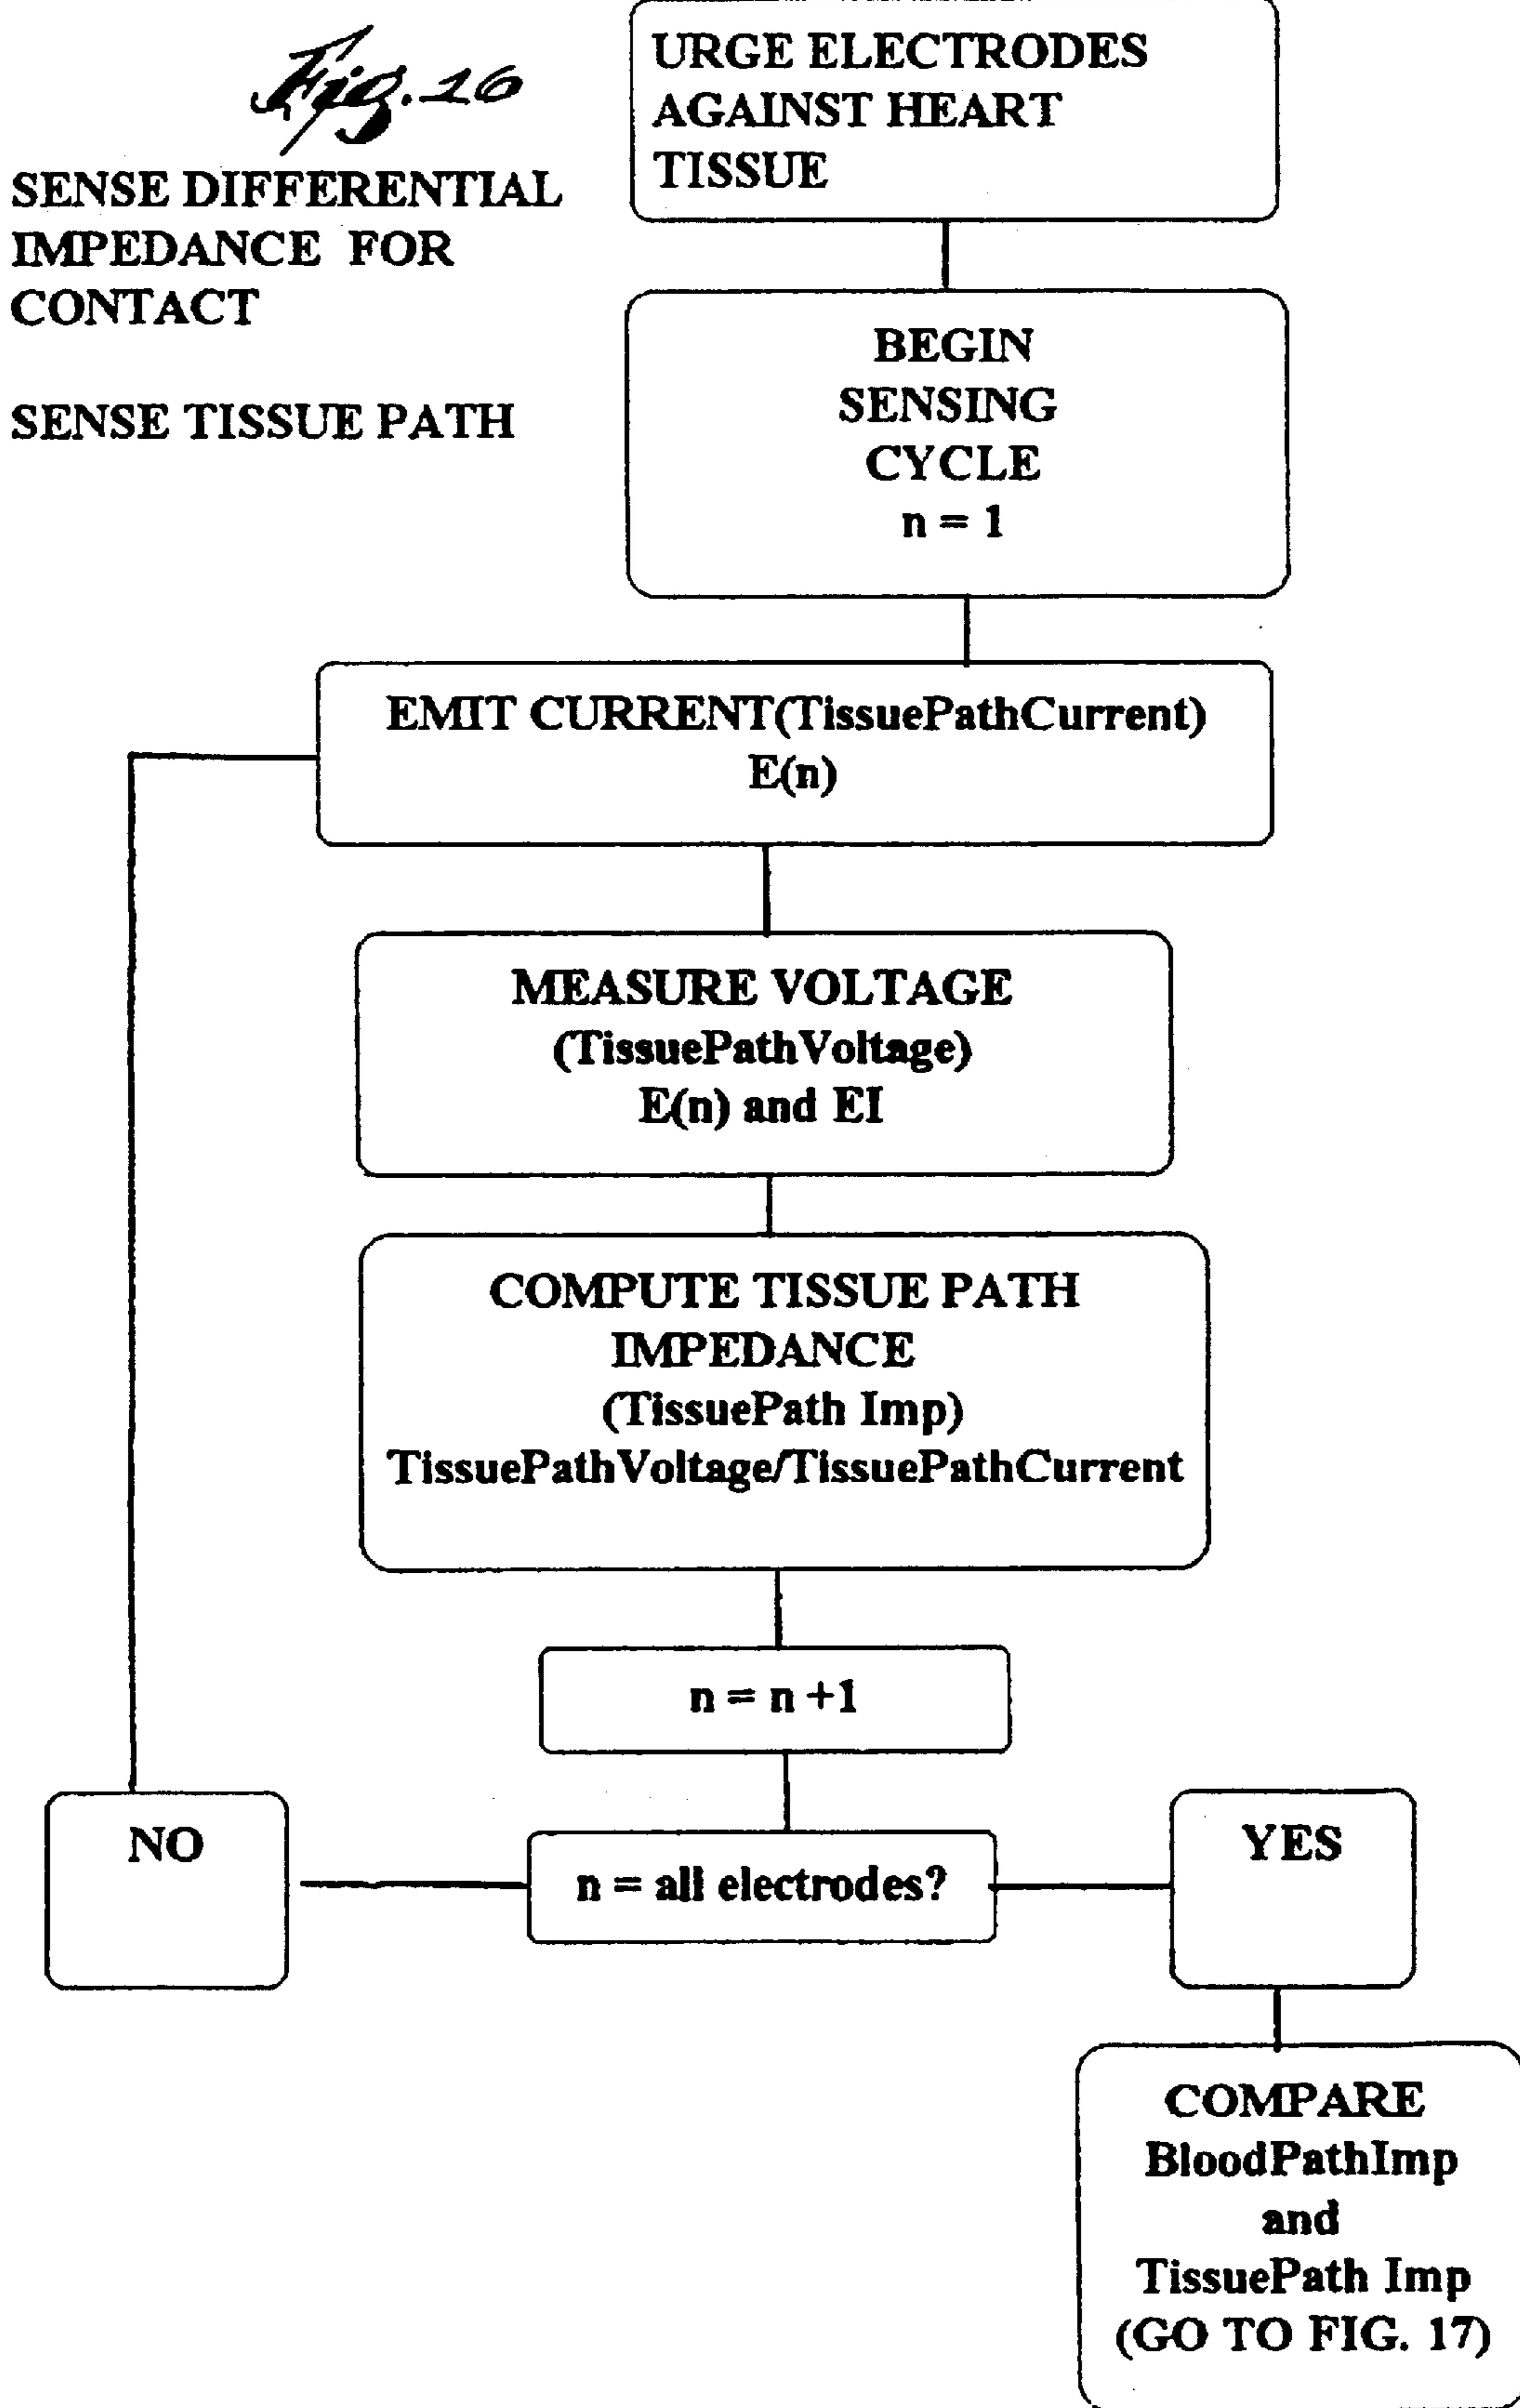 Fig. 16
SENSE DIFFERENTIAL
IMPEDANCE FOR
CONTACT
SENSE TISSUE PATH
URGE ELECTRODES
AGAINST HEART
TISSUE
BEGIN
SENSING
CYCLE
n = 1
EMIT CURRENT(TissuePathCurrent)
E(n)
MEASURE VOLTAGE
(TissuePathVoltage)
E(n) and EI
COMPUTE TISSUE PATH
IMPEDANCE
(TissuePath Imp)
TissuePathVoltage/TissuePathCurrent
n = n +1
NO
n = all electrodes?
YES
COMPARE
BloodPathImp
and
TissuePath Imp
(GO TO FIG. 17)